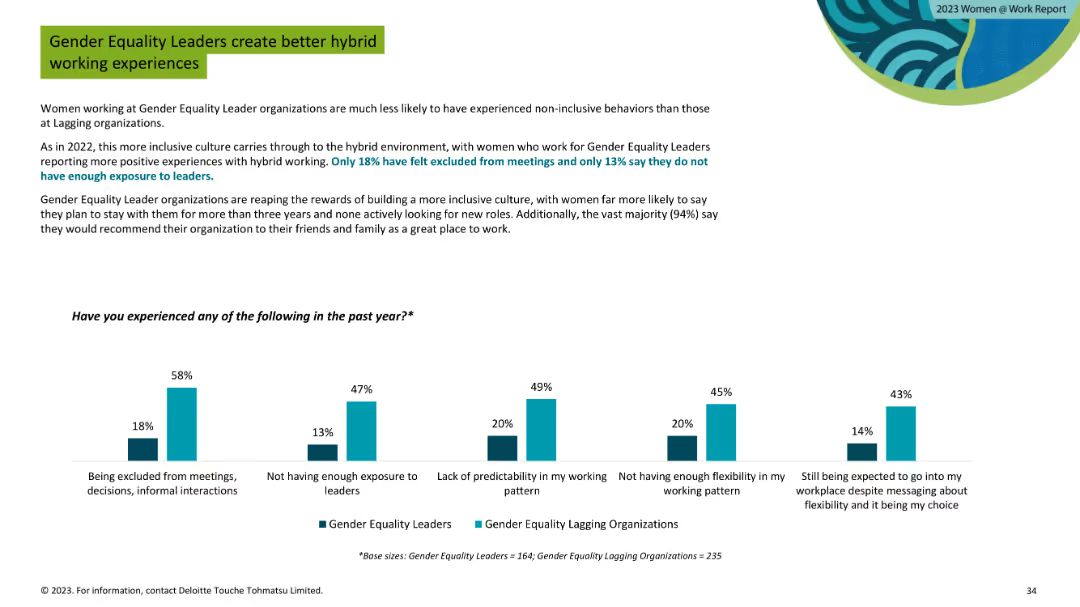 2023 Women @ Work Report
Gender Equality Leaders create better hybrid
working experiences
Women working at Gender Equality Leader organizations are much less likely to have experienced non-inclusive behaviors than those
at Lagging organizations.
As in 2022, this more inclusive culture carries through to the hybrid environment, with women who work for Gender Equality Leaders
reporting more positive experiences with hybrid working. Only 18% have felt excluded from meetings and only 13% say they do not
have enough exposure to leaders.
Gender Equality Leader organizations are reaping the rewards of building a more inclusive culture, with women far more likely to say
they plan to stay with them for more than three years and none actively looking for new roles. Additionally, the vast majority (94%) say
they would recommend their organization to their friends and family as a great place to work.
Have you experienced any of the following in the past year?*
18% 58%
13% 47%
20% 49%
20% 45%
14% 43%
Being excluded from meetings,
decisions, informal interactions
Not having enough exposure to
leaders
Lack of predictability in my working
pattern
Not having enough flexibility in my
working pattern
Still being expected to go into my
workplace despite messaging about
flexibility and it being my choice
Gender Equality Leaders
Gender Equality Lagging Organizations
*Base sizes: Gender Equality Leaders = 164; Gender Equality Lagging Organizations = 235
© 2023. For information, contact Deloitte Touche Tohmatsu Limited.
34